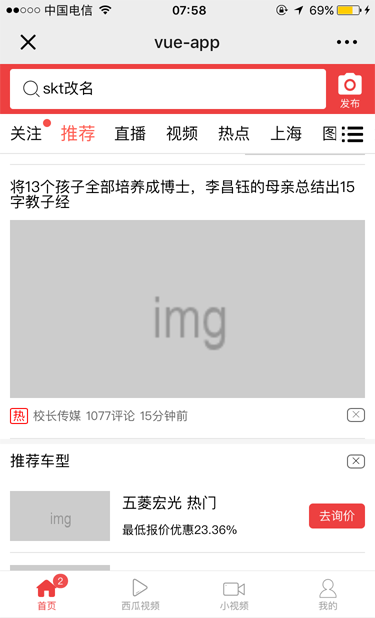 中国电信 07:58 69%
vue-app
skt改名 发布
关注 推荐 直播 视频 热点 上海 图
将13个孩子全部培养成博士，李昌钰的母亲总结出15
字教子经
img
热 校长传媒 1077评论 15分钟前
推荐车型
img 五菱宏光 热门 去询价
最低报价优惠23.36%
2
首页 西瓜视频 小视频 我的